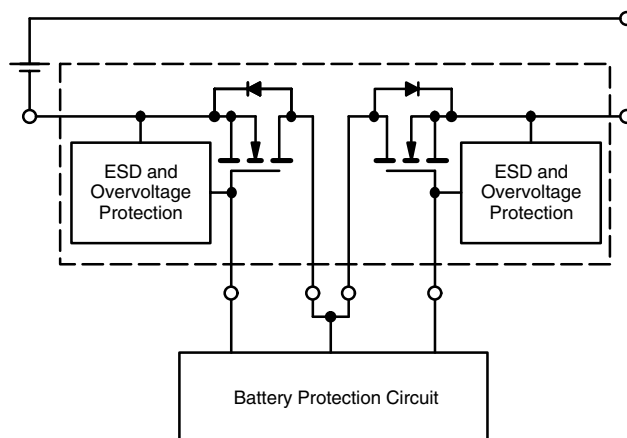 ESD and
Overvoltage
Protection
ESD and
Overvoltage
Protection
Battery Protection Circuit